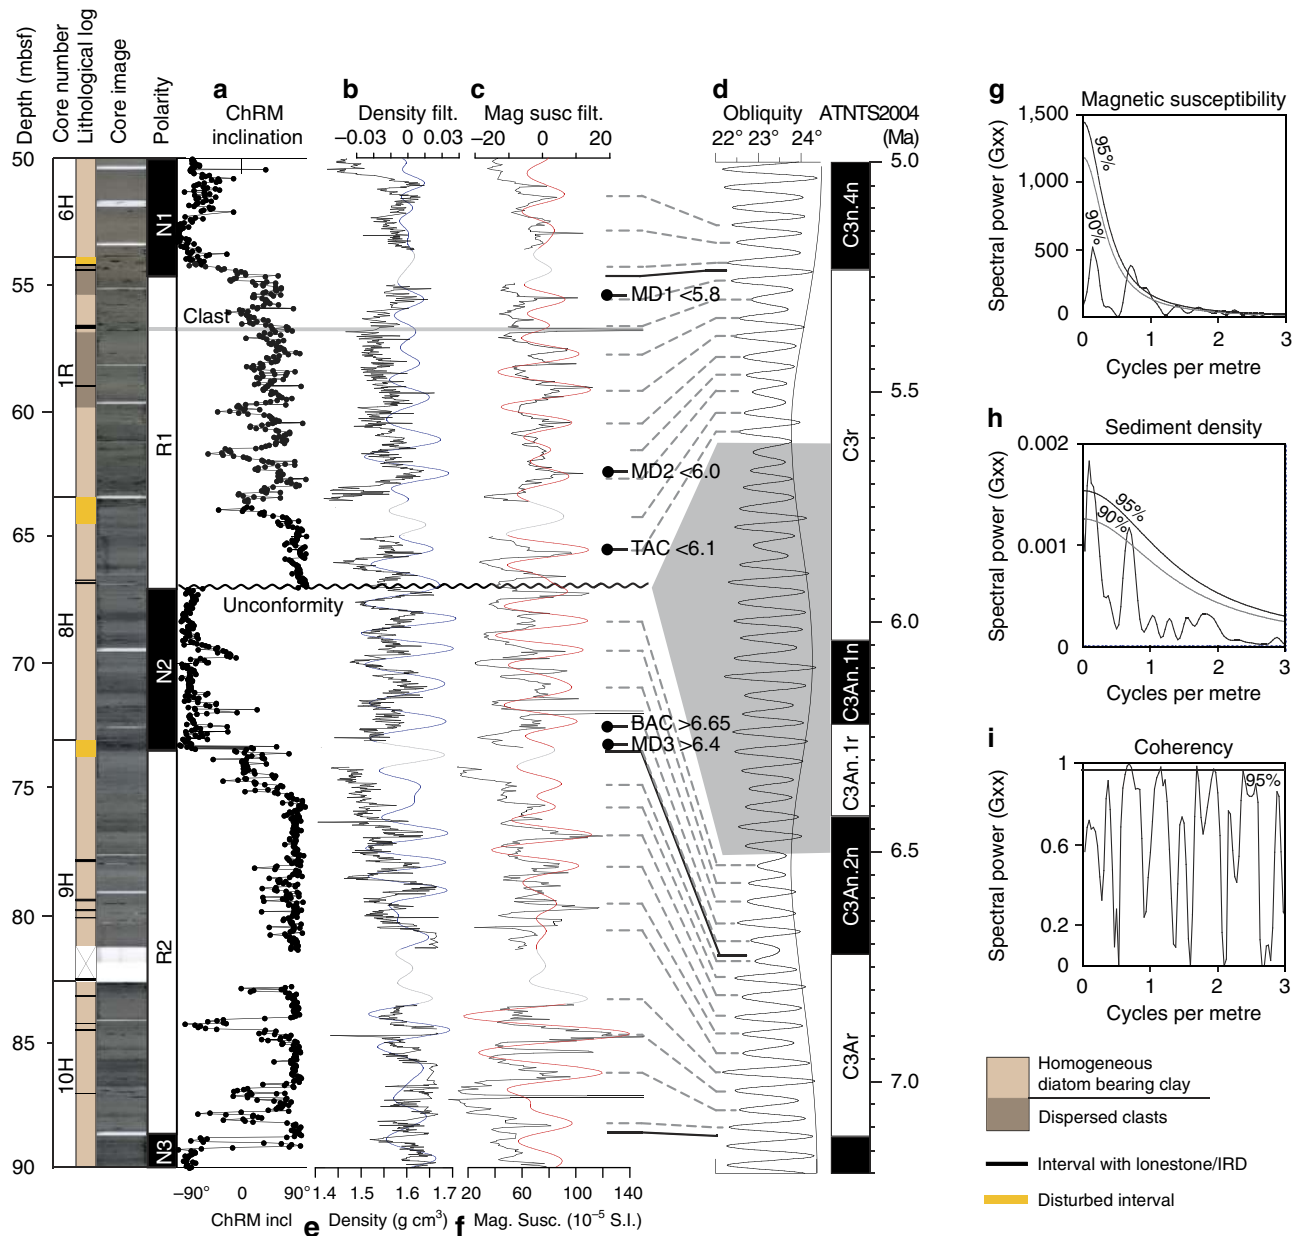 Depth (mbsf)
Core number
Lithological log
Core image
Polarity
a
ChRM
inclination
b
Density filt.
−0.03 0 0.03
c
Mag susc filt.
−20 0 20
d
Obliquity
22° 23° 24°
ATNTS2004
(Ma)
50
55
60
65
70
75
80
85
90
6H
1R
8H
9H
10H
N1
R1
N2
R2
N3
Clast
Unconformity
MD1 <5.8
MD2 <6.0
TAC <6.1
BAC >6.65
MD3 >6.4
C3n.4n
C3r
C3An.1n
C3An.1r
C3An.2n
C3Ar
5.0
5.5
6.0
6.5
7.0
−90° 0 90°
ChRM incl
e
1.4 1.5 1.6 1.7
Density (g cm³)
f
20 60 100 140
Mag. Susc. (10⁻⁵ S.I.)
g
Magnetic susceptibility
Spectral power (Gxx)
1,500
1,000
500
0
95%
90%
0 1 2 3
Cycles per metre
h
Sediment density
Spectral power (Gxx)
0.002
0.001
0
95%
90%
0 1 2 3
Cycles per metre
i
Coherency
Spectral power (Gxx)
1
0.6
0.2
0
95%
0 1 2 3
Cycles per metre
Homogeneous
diatom bearing clay
Dispersed clasts
Interval with lonestone/IRD
Disturbed interval